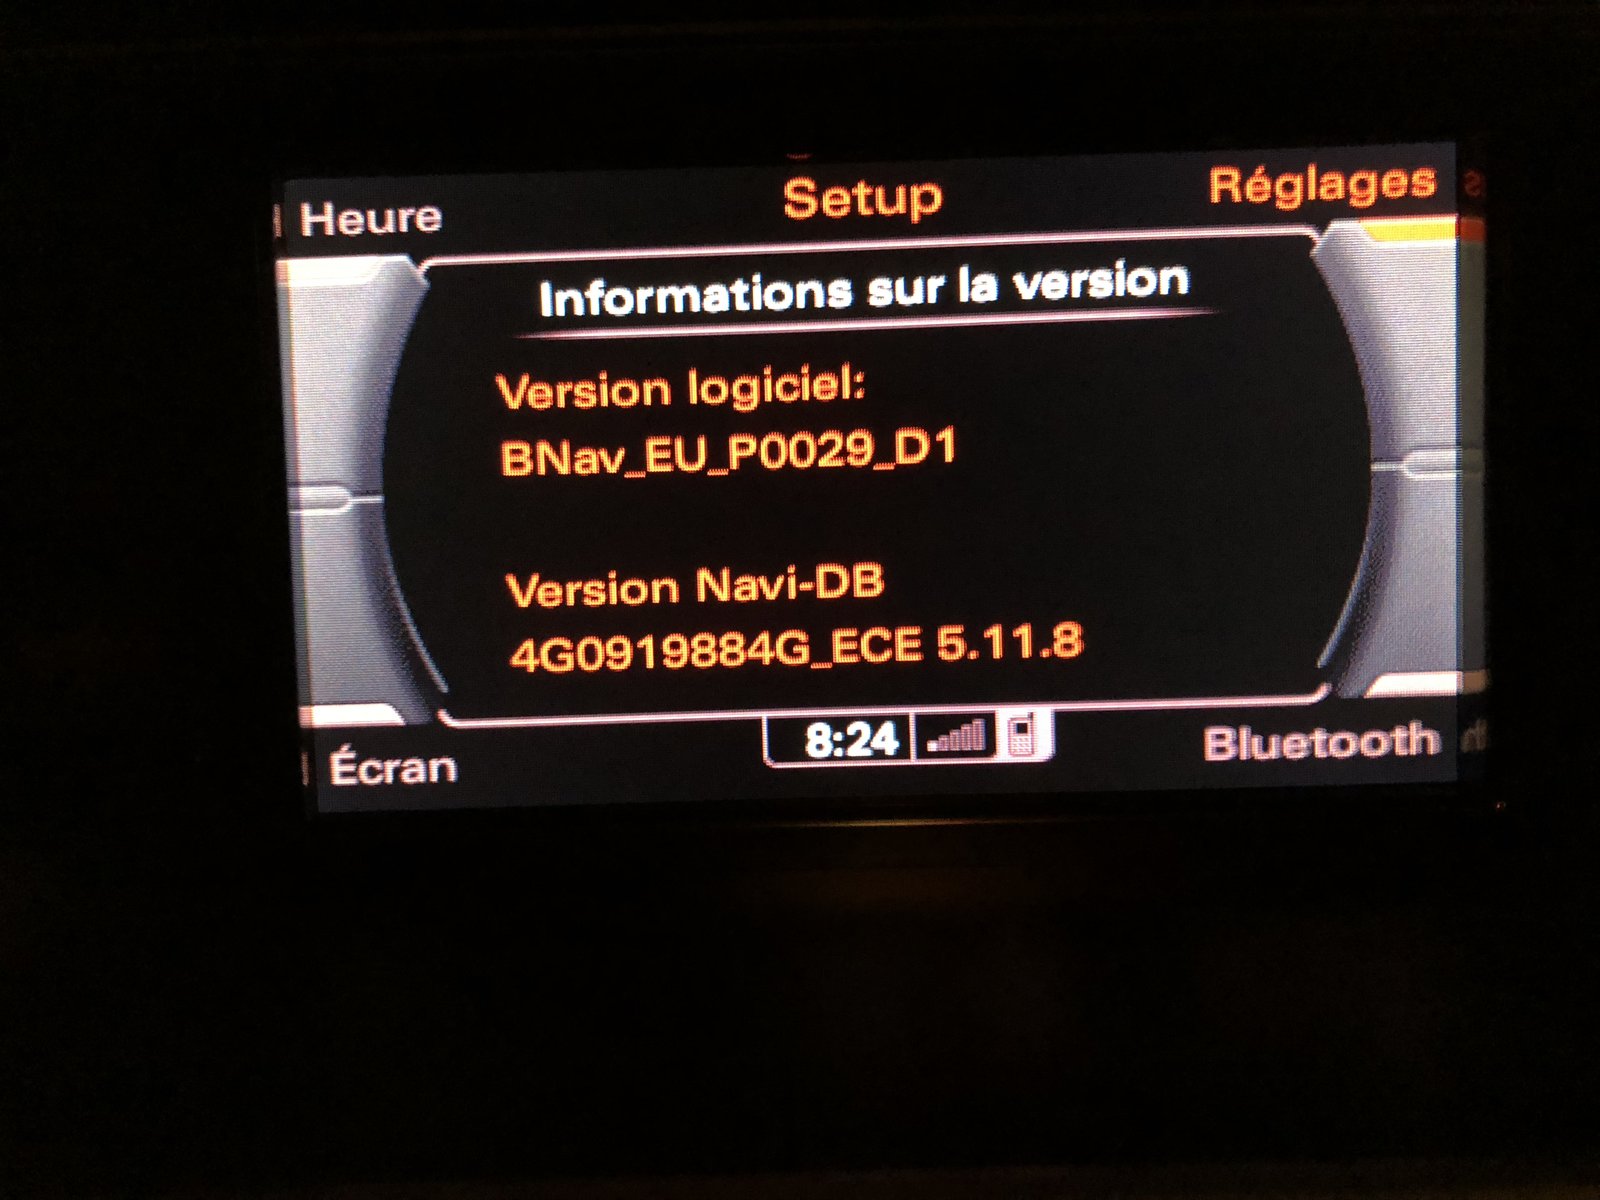 Heure Setup Réglages
Informations sur la version
Version logiciel:
BNav_EU_P0029_D1
Version Navi-DB
4G0919884G_ECE 5.11.8
Écran 8:24 Bluetooth